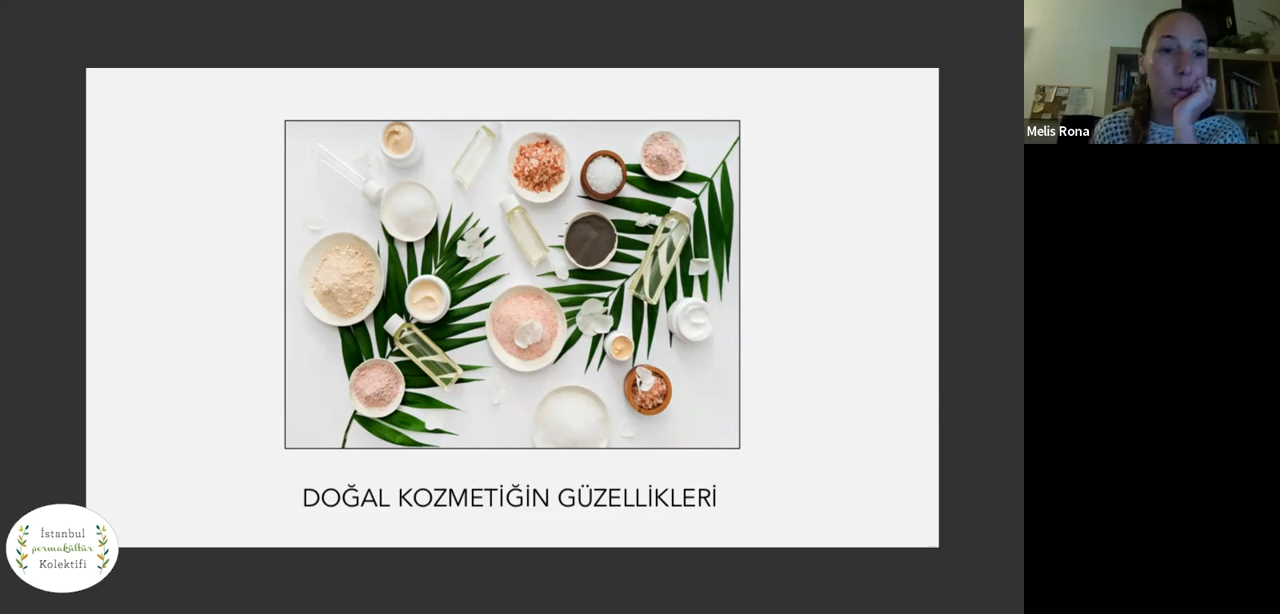 DOĞAL KOZMETİĞİN GÜZELLİKLERİ
Melis Rona
İstanbul
permakültür
Kolektifi